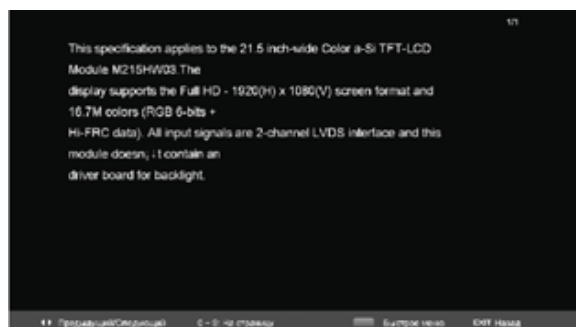 1/1
This specification applies to the 21.5 inch-wide Color a-Si TFT-LCD
Module M215HW03.The
display supports the Full HD - 1920(H) x 1080(V) screen format and
16.7M colors (RGB 6-bits +
Hi-FRC data). All input signals are 2-channel LVDS interface and this
module doesn¡¡t contain an
driver board for backlight.
Предыдущий/Следующий 0 ~ 9: На страницу Быстрое меню EXIT Назад